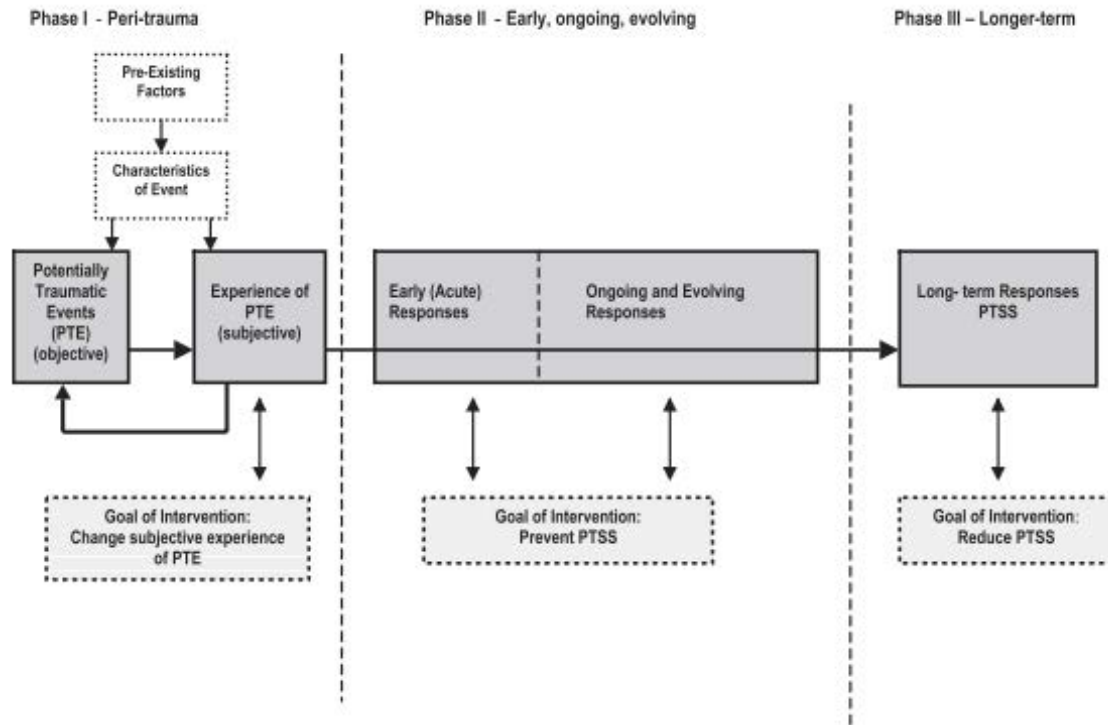 Phase I - Peri-trauma
Phase II - Early, ongoing, evolving
Phase III – Longer-term
Pre-Existing
Factors
Characteristics
of Event
Potentially
Traumatic
Events
(PTE)
(objective)
Experience of
PTE
(subjective)
Early (Acute)
Responses
Ongoing and Evolving
Responses
Long- term Responses
PTSS
Goal of Intervention:
Change subjective experience
of PTE
Goal of Intervention:
Prevent PTSS
Goal of Intervention:
Reduce PTSS